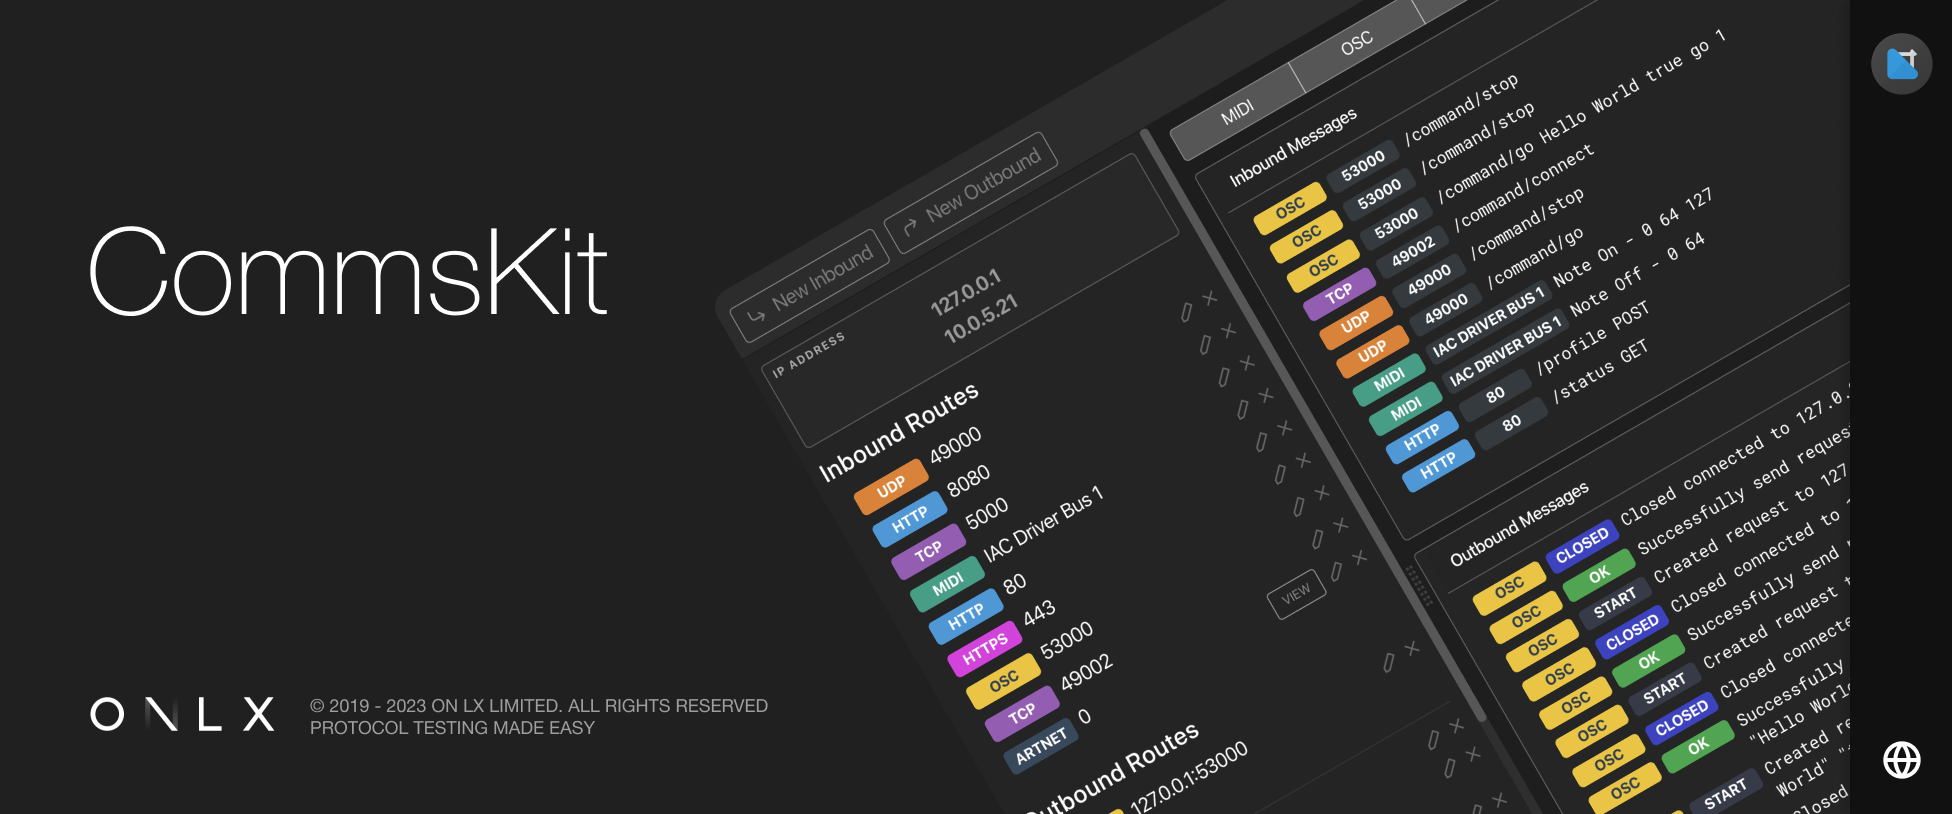 CommsKit
ONLX
© 2019 - 2023 ON LX LIMITED. ALL RIGHTS RESERVED
PROTOCOL TESTING MADE EASY
New Inbound
New Outbound
IP ADDRESS
127.0.0.1
10.0.5.21
Inbound Routes
UDP 49000
HTTP 8080
TCP 5000
MIDI IAC Driver Bus 1
HTTP 80
HTTPS 443
OSC 53000
TCP 49002
ARTNET 0
VIEW
Outbound Routes
127.0.0.1:53000
MIDI
OSC
Inbound Messages
OSC 53000 /command/stop
OSC 53000 /command/stop
OSC 53000 /command/go Hello World true go 1
TCP 49002 /command/connect
UDP 49000 /command/stop
UDP 49000 /command/go
MIDI IAC DRIVER BUS 1 Note On - 0 64 127
MIDI IAC DRIVER BUS 1 Note Off - 0 64
HTTP 80 /profile POST
HTTP 80 /status GET
Outbound Messages
OSC CLOSED Closed connected to 127.0.
OSC OK Successfully send request
OSC START Created request to 127
OSC CLOSED Closed connected to
OSC OK Successfully send
OSC START Created request
OSC CLOSED Closed connecte
OSC OK Successfully
"Hello World
START Created re
World"
Closed